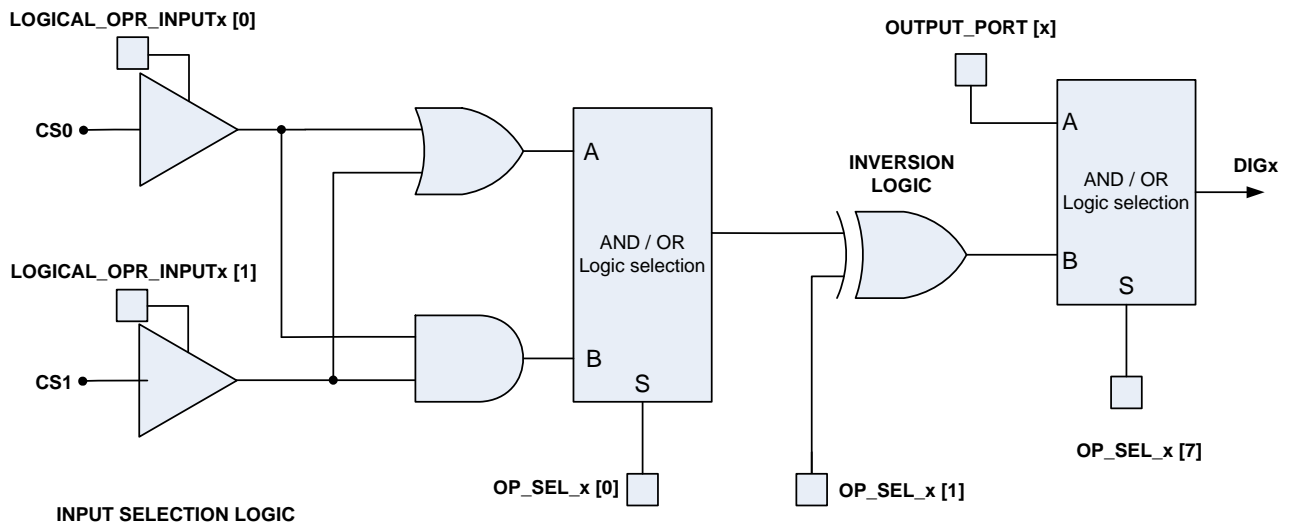 LOGICAL_OPR_INPUTx [0]
OUTPUT_PORT [x]
CS0
A
AND / OR
Logic selection
B
S
INVERSION
LOGIC
A
AND / OR
Logic selection
B
S
DIGx
LOGICAL_OPR_INPUTx [1]
CS1
OP_SEL_x [7]
OP_SEL_x [0]
OP_SEL_x [1]
INPUT SELECTION LOGIC